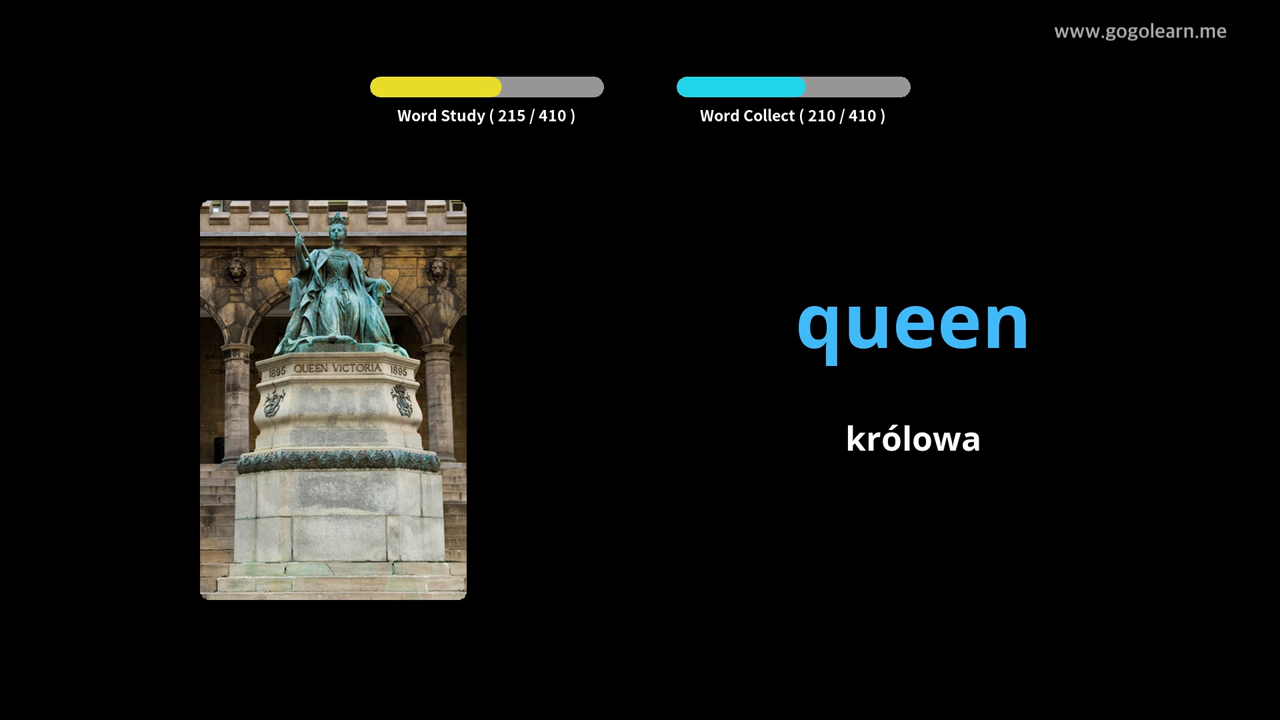 www.gogolearn.me
Word Study ( 215 / 410 )
Word Collect ( 210 / 410 )
1895 QUEEN VICTORIA 1895
queen
królowa